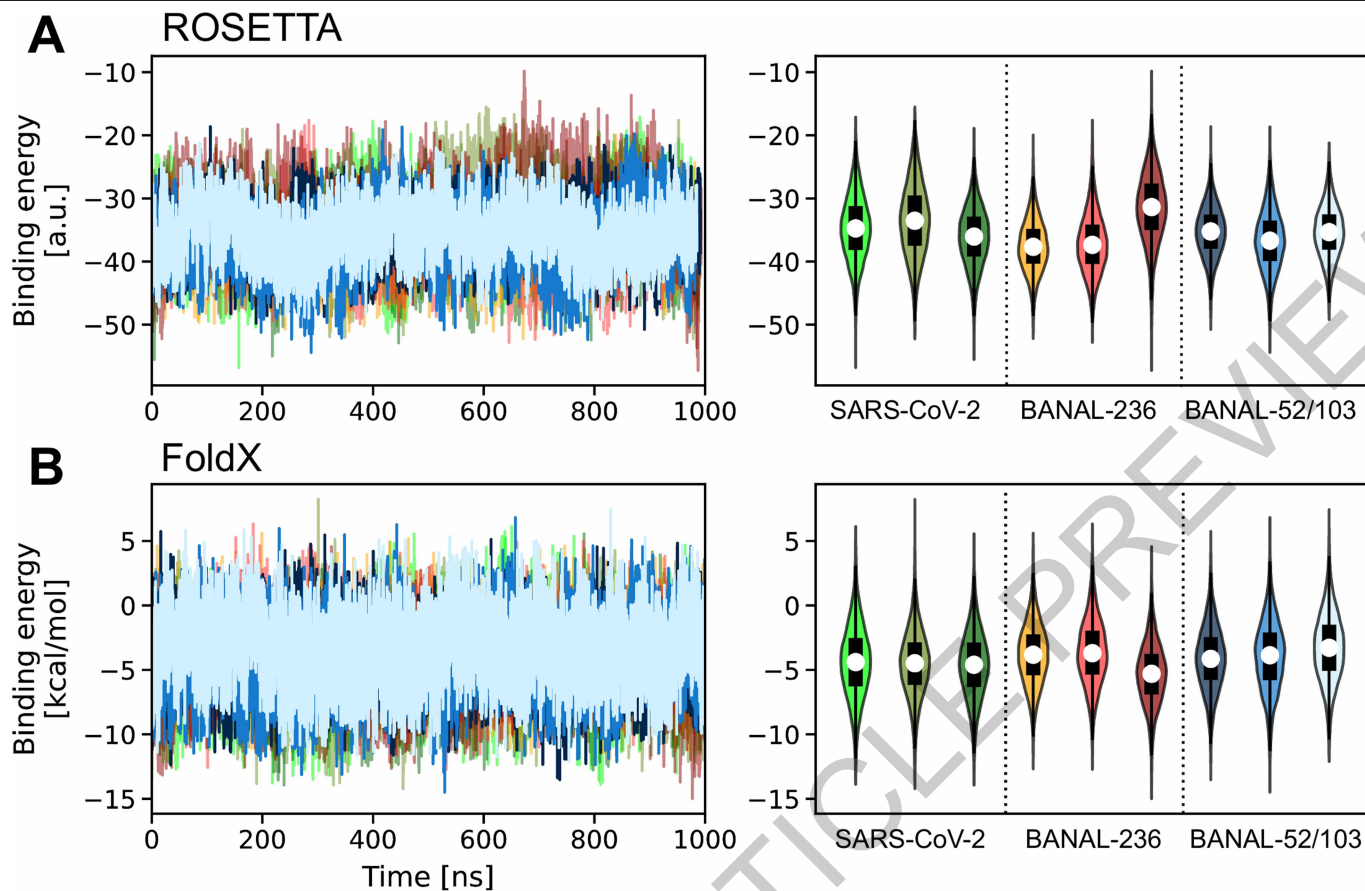 A
ROSETTA
Binding energy
[a.u.]
−10
−20
−30
−40
−50
0 200 400 600 800 1000
−10
−20
−30
−40
−50
SARS-CoV-2 BANAL-236 BANAL-52/103
B
FoldX
Binding energy
[kcal/mol]
5
0
−5
−10
−15
0 200 400 600 800 1000
Time [ns]
5
0
−5
−10
−15
SARS-CoV-2 BANAL-236 BANAL-52/103
TICLE PREVIEW